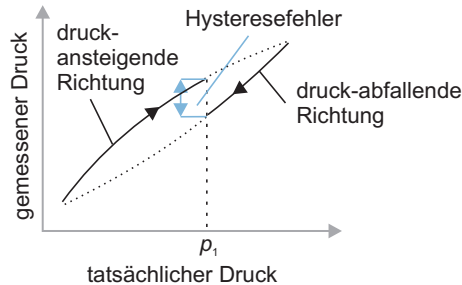 Hysteresefehler
druck-
ansteigende
Richtung
druck-abfallende
Richtung
gemessener Druck
p₁
tatsächlicher Druck